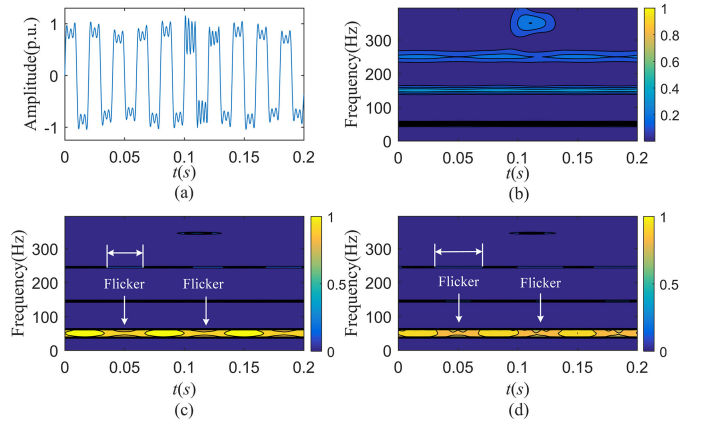 Amplitude(p.u.)
1
0
-1
0 0.05 0.1 0.15 0.2
t(s)
(a)
Frequency(Hz)
300
200
100
0
0 0.05 0.1 0.15 0.2
t(s)
(b)
1
0.8
0.6
0.4
0.2
Frequency(Hz)
300
200
100
0
Flicker Flicker
0 0.05 0.1 0.15 0.2
t(s)
(c)
1
0.5
0
Frequency(Hz)
300
200
100
0
Flicker Flicker
0 0.05 0.1 0.15 0.2
t(s)
(d)
1
0.5
0